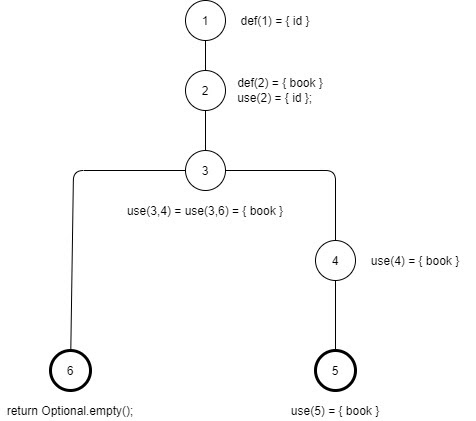 1
def(1) = { id }
2
def(2) = { book }
use(2) = { id };
3
use(3,4) = use(3,6) = { book }
4
use(4) = { book }
6
5
return Optional.empty();
use(5) = { book }